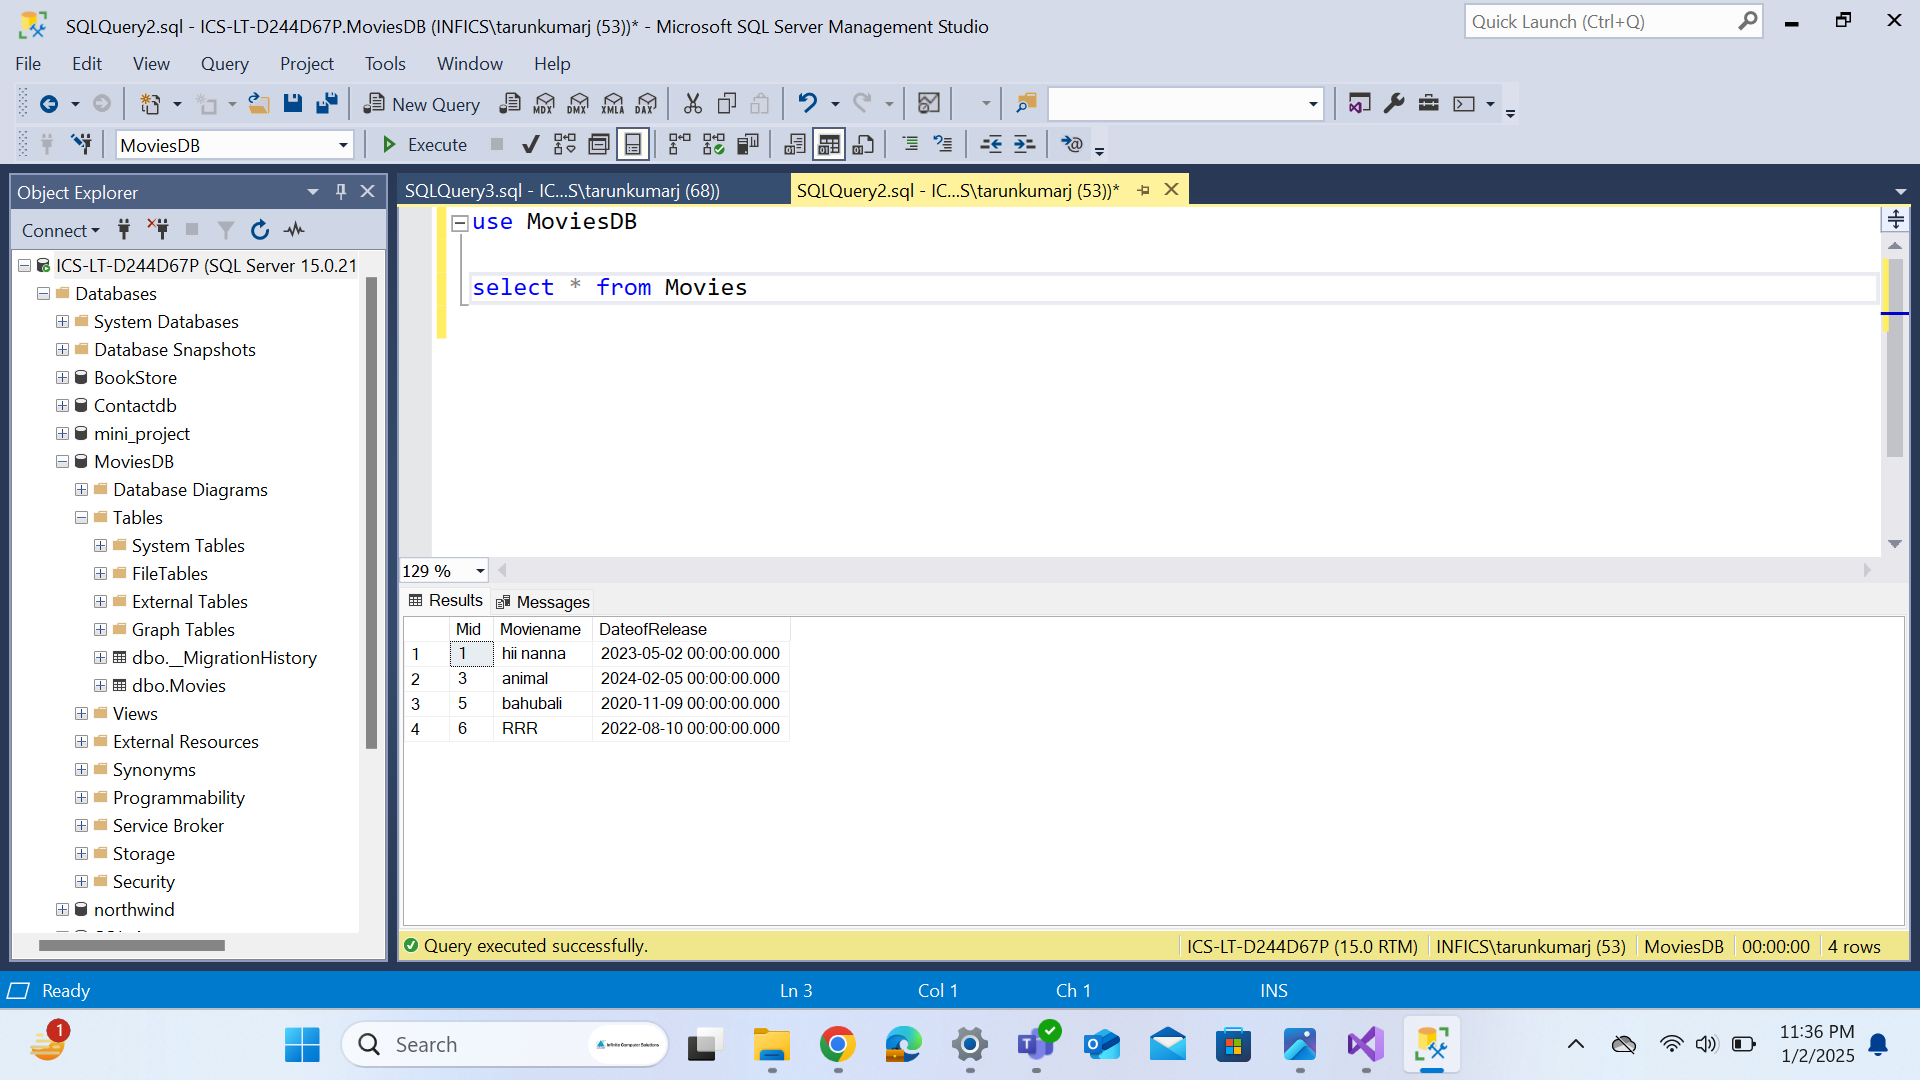 SQLQuery2.sql - ICS-LT-D244D67P.MoviesDB (INFICS\tarunkumarj (53))* - Microsoft SQL Server Management Studio
Quick Launch (Ctrl+Q)
File Edit View Query Project Tools Window Help
New Query MDX DMX XMLA DAX
MoviesDB Execute
Object Explorer
SQLQuery3.sql - IC...S\tarunkumarj (68))
SQLQuery2.sql - IC...S\tarunkumarj (53))*
Connect
ICS-LT-D244D67P (SQL Server 15.0.21
Databases
System Databases
Database Snapshots
BookStore
Contactdb
mini_project
MoviesDB
Database Diagrams
Tables
System Tables
FileTables
External Tables
Graph Tables
dbo.__MigrationHistory
dbo.Movies
Views
External Resources
Synonyms
Programmability
Service Broker
Storage
Security
northwind
use MoviesDB
select * from Movies
129 %
Results Messages
Mid Moviename DateofRelease
1 1 hii nanna 2023-05-02 00:00:00.000
2 3 animal 2024-02-05 00:00:00.000
3 5 bahubali 2020-11-09 00:00:00.000
4 6 RRR 2022-08-10 00:00:00.000
Query executed successfully.
ICS-LT-D244D67P (15.0 RTM) INFICS\tarunkumarj (53) MoviesDB 00:00:00 4 rows
Ready Ln 3 Col 1 Ch 1 INS
1
Search
Infinite Computer Solutions
11:36 PM
1/2/2025